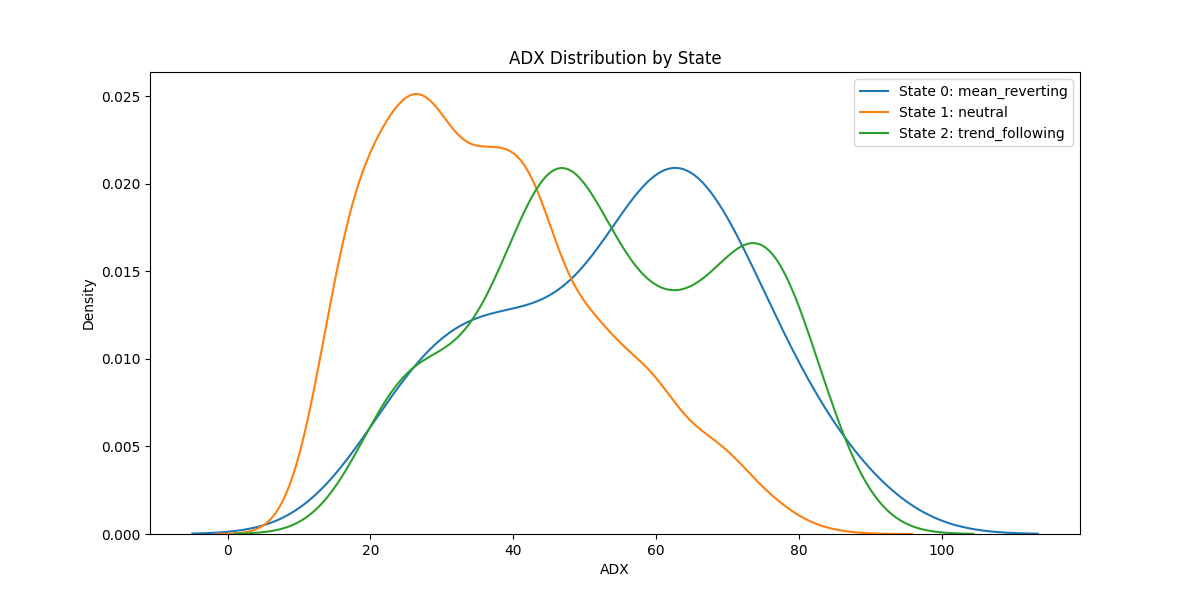 ADX Distribution by State
State 0: mean_reverting
State 1: neutral
State 2: trend_following
Density
0.025
0.020
0.015
0.010
0.005
0.000
0
20
40
60
80
100
ADX